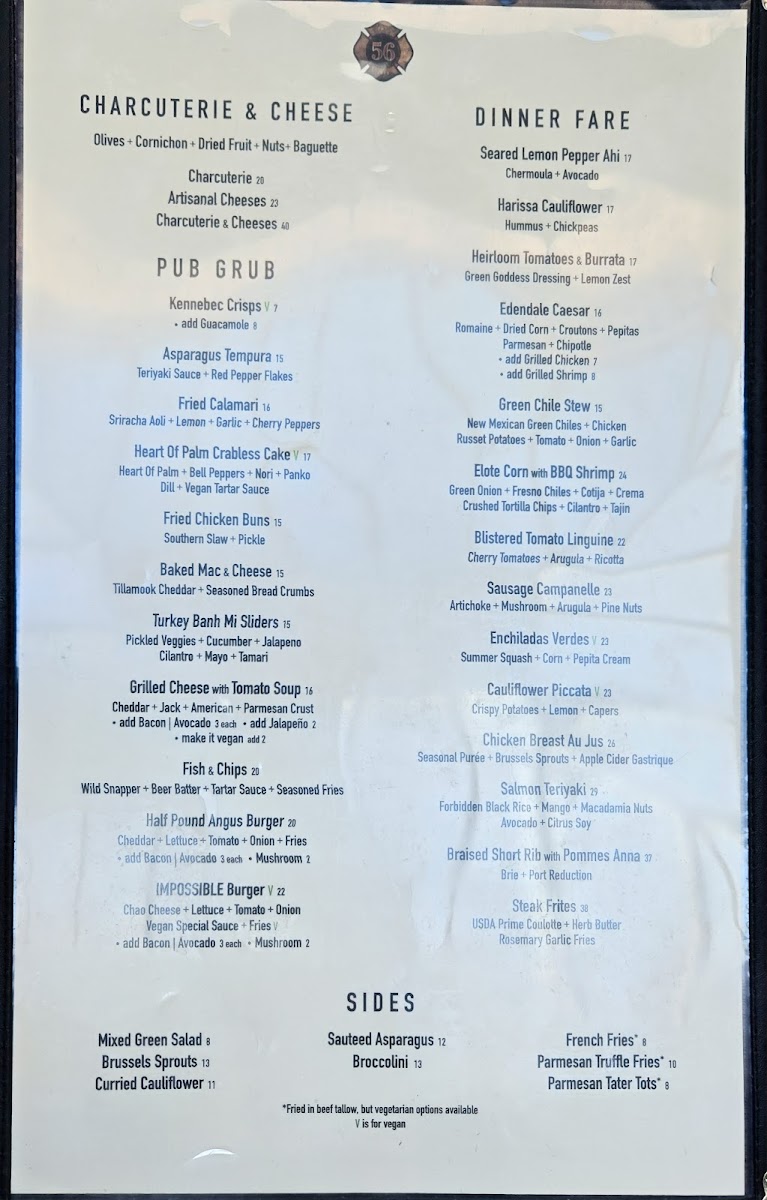 56
CHARCUTERIE & CHEESE
Olives + Cornichon + Dried Fruit + Nuts+ Baguette
Charcuterie 20
Artisanal Cheeses 23
Charcuterie & Cheeses 40
PUB GRUB
Kennebec Crisps V 7
• add Guacamole 8
Asparagus Tempura 15
Teriyaki Sauce + Red Pepper Flakes
Fried Calamari 16
Sriracha Aoli + Lemon + Garlic + Cherry Peppers
Heart Of Palm Crabless Cake V 17
Heart Of Palm + Bell Peppers + Nori + Panko
Dill + Vegan Tartar Sauce
Fried Chicken Buns 15
Southern Slaw + Pickle
Baked Mac & Cheese 15
Tillamook Cheddar + Seasoned Bread Crumbs
Turkey Banh Mi Sliders 15
Pickled Veggies + Cucumber + Jalapeno
Cilantro + Mayo + Tamari
Grilled Cheese with Tomato Soup 16
Cheddar + Jack + American + Parmesan Crust
• add Bacon | Avocado 3 each • add Jalapeño 2
• make it vegan add 2
Fish & Chips 20
Wild Snapper + Beer Batter + Tartar Sauce + Seasoned Fries
Half Pound Angus Burger 20
Cheddar + Lettuce + Tomato + Onion + Fries
• add Bacon | Avocado 3 each • Mushroom 2
IMPOSSIBLE Burger V 22
Chao Cheese + Lettuce + Tomato + Onion
Vegan Special Sauce + Fries V
• add Bacon | Avocado 3 each • Mushroom 2
DINNER FARE
Seared Lemon Pepper Ahi 17
Chermoula + Avocado
Harissa Cauliflower 17
Hummus + Chickpeas
Heirloom Tomatoes & Burrata 17
Green Goddess Dressing + Lemon Zest
Edendale Caesar 16
Romaine + Dried Corn + Croutons + Pepitas
Parmesan + Chipotle
• add Grilled Chicken 7
• add Grilled Shrimp 8
Green Chile Stew 15
New Mexican Green Chiles + Chicken
Russet Potatoes + Tomato + Onion + Garlic
Elote Corn with BBQ Shrimp 24
Green Onion + Fresno Chiles + Cotija + Crema
Crushed Tortilla Chips + Cilantro + Tajin
Blistered Tomato Linguine 22
Cherry Tomatoes + Arugula + Ricotta
Sausage Campanelle 23
Artichoke + Mushroom + Arugula + Pine Nuts
Enchiladas Verdes V 23
Summer Squash + Corn + Pepita Cream
Cauliflower Piccata V 23
Crispy Potatoes + Lemon + Capers
Chicken Breast Au Jus 26
Seasonal Purée + Brussels Sprouts + Apple Cider Gastrique
Salmon Teriyaki 29
Forbidden Black Rice + Mango + Macadamia Nuts
Avocado + Citrus Soy
Braised Short Rib with Pommes Anna 37
Brie + Port Reduction
Steak Frites 38
USDA Prime Coulotte + Herb Butter
Rosemary Garlic Fries
SIDES
Mixed Green Salad 8
Brussels Sprouts 13
Curried Cauliflower 11
Sauteed Asparagus 12
Broccolini 13
French Fries* 8
Parmesan Truffle Fries* 10
Parmesan Tater Tots* 8
*Fried in beef tallow, but vegetarian options available
V is for vegan